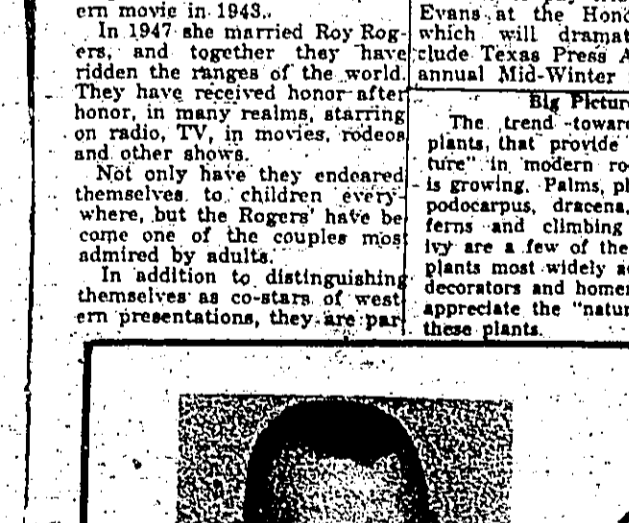 ern movie in 1943.
In 1947 she married Roy Rog-
ers, and together they have
ridden the ranges of the world.
They have received honor after
honor, in many realms, starring
on radio, TV, in movies, rodeos
and other shows.
Not only have they endeared
themselves to children every-
where, but the Rogers' have be
come one of the couples most
admired by adults.
In addition to distinguishing
themselves as co-stars of west
ern presentations, they are par
Evans at the Hono
which will dramat
clude Texas Press A
annual Mid-Winter
Big Picture
The trend toward
plants, that provide
ture" in modern ro
is growing. Palms, ph
podocarpus, dracena,
ferns and climbing
ivy are a few of the
plants most widely a
decorators and homer
appreciate the "natur
these plants.